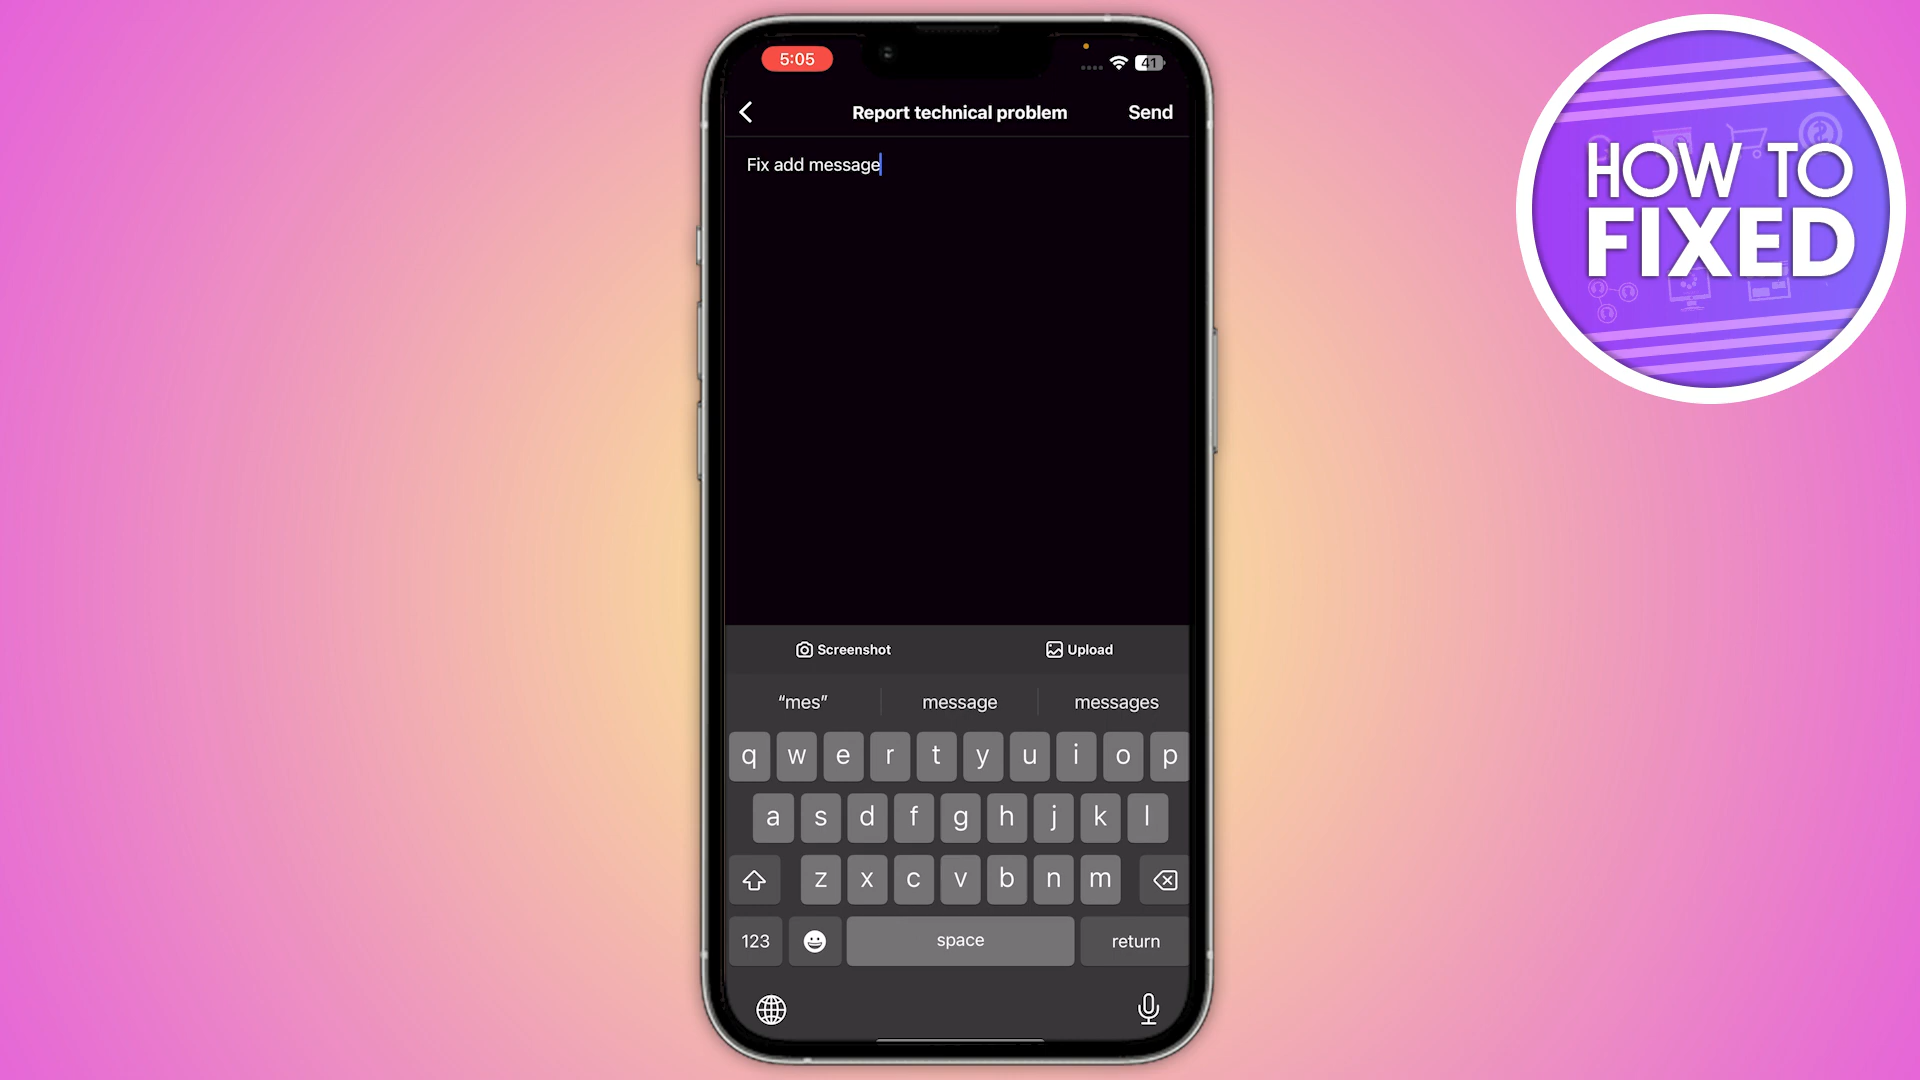 5:05
41
Report technical problem
Send
Fix add message
Screenshot
Upload
“mes”
message
messages
q w e r t y u i o p
a s d f g h j k l
z x c v b n m
123
space
return
HOW TO
FIXED